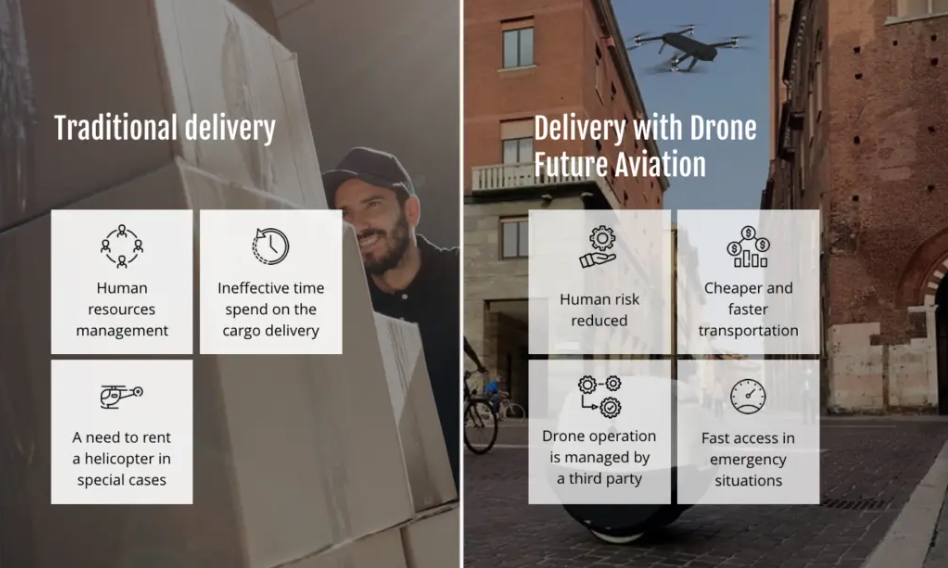 Traditional delivery
Human
resources
management
Ineffective time
spend on the
cargo delivery
A need to rent
a helicopter in
special cases
Delivery with Drone
Future Aviation
Human risk
reduced
$ $ $
Cheaper and
faster
transportation
Drone operation
is managed by
a third party
Fast access in
emergency
situations